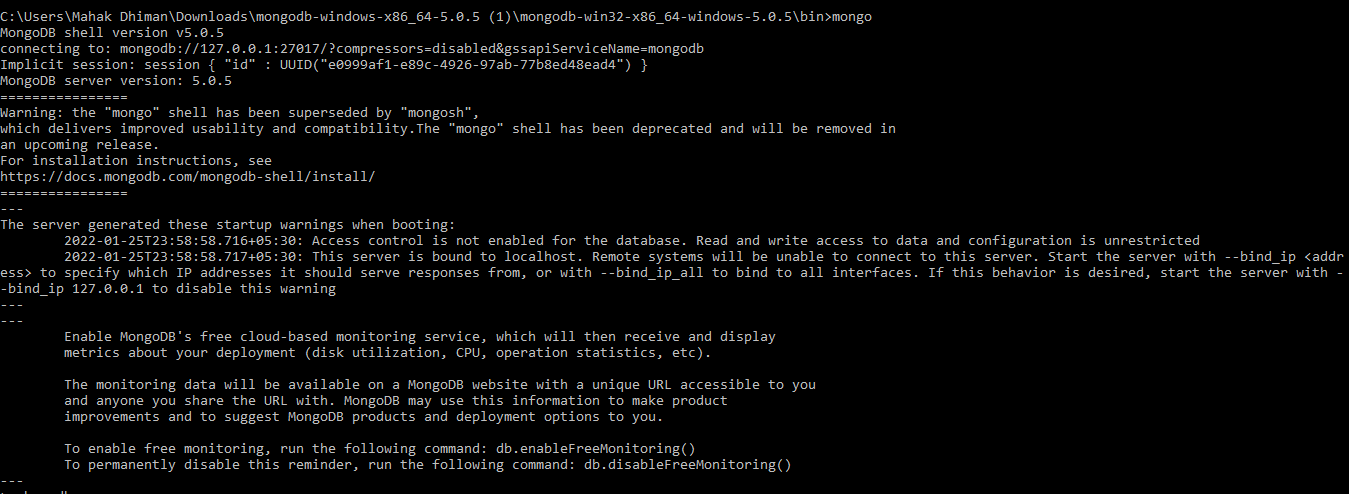 C:\Users\Mahak Dhiman\Downloads\mongodb-windows-x86_64-5.0.5 (1)\mongodb-win32-x86_64-windows-5.0.5\bin>mongo
MongoDB shell version v5.0.5
connecting to: mongodb://127.0.0.1:27017/?compressors=disabled&gssapiServiceName=mongodb
Implicit session: session { "id" : UUID("e0999af1-e89c-4926-97ab-77b8ed48ead4") }
MongoDB server version: 5.0.5
================
Warning: the "mongo" shell has been superseded by "mongosh",
which delivers improved usability and compatibility.The "mongo" shell has been deprecated and will be removed in
an upcoming release.
For installation instructions, see
https://docs.mongodb.com/mongodb-shell/install/
================
---
The server generated these startup warnings when booting:
        2022-01-25T23:58:58.716+05:30: Access control is not enabled for the database. Read and write access to data and configuration is unrestricted
        2022-01-25T23:58:58.717+05:30: This server is bound to localhost. Remote systems will be unable to connect to this server. Start the server with --bind_ip <addr
ess> to specify which IP addresses it should serve responses from, or with --bind_ip_all to bind to all interfaces. If this behavior is desired, start the server with -
-bind_ip 127.0.0.1 to disable this warning
---
---
        Enable MongoDB's free cloud-based monitoring service, which will then receive and display
        metrics about your deployment (disk utilization, CPU, operation statistics, etc).

        The monitoring data will be available on a MongoDB website with a unique URL accessible to you
        and anyone you share the URL with. MongoDB may use this information to make product
        improvements and to suggest MongoDB products and deployment options to you.

        To enable free monitoring, run the following command: db.enableFreeMonitoring()
        To permanently disable this reminder, run the following command: db.disableFreeMonitoring()
---